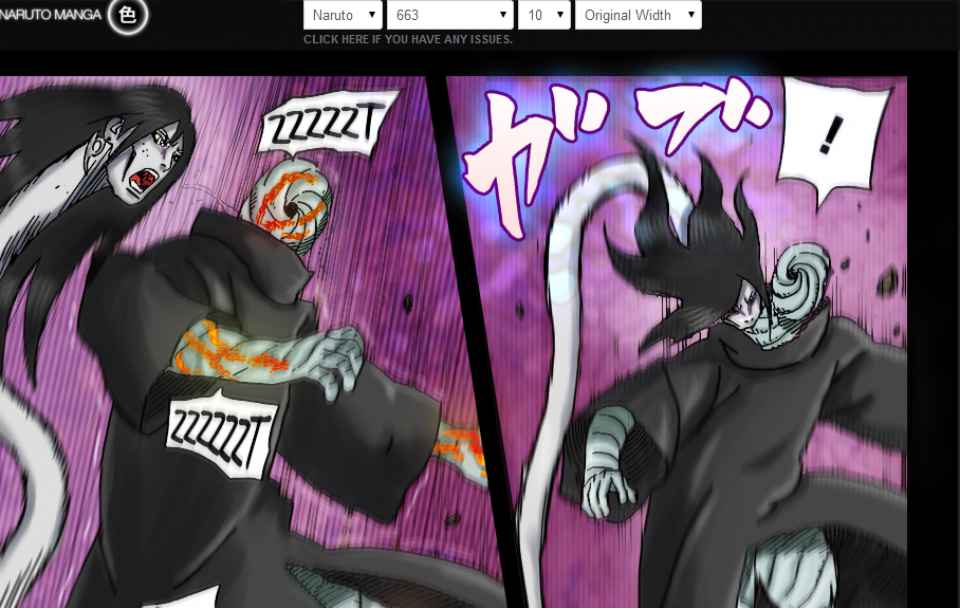 NARUTO MANGA 色
Naruto 663 10 Original Width
CLICK HERE IF YOU HAVE ANY ISSUES.
ZZZZZT
ガブ
!
ZZZZZZT